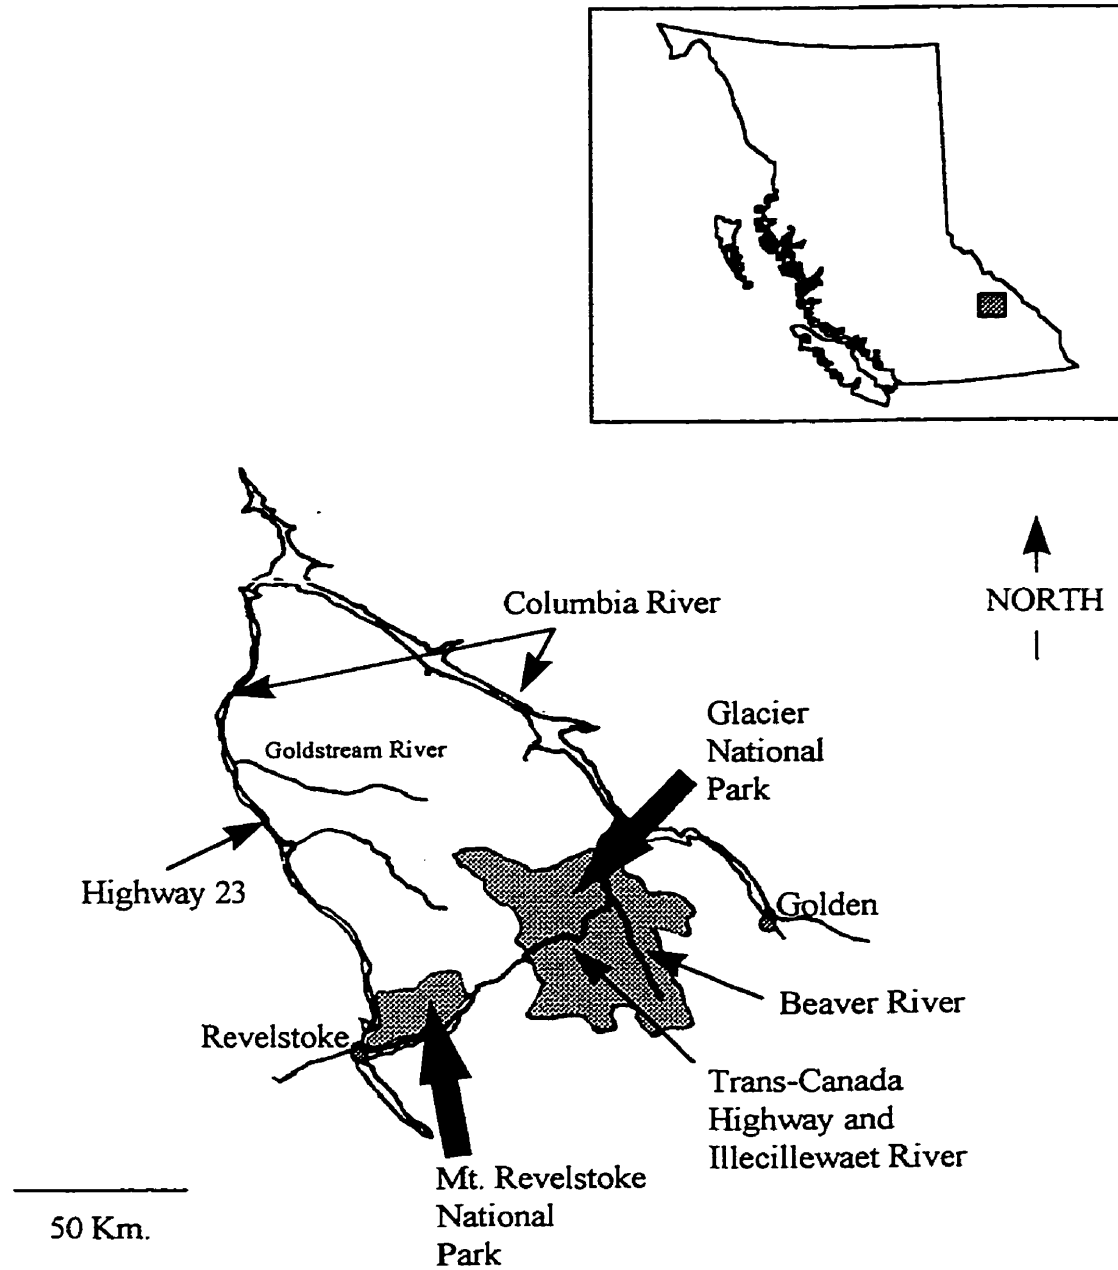 Columbia River
NORTH
Glacier
National
Park
Goldstream River
Highway 23
Golden
Beaver River
Revelstoke
Trans-Canada
Highway and
Illecillewaet River
Mt. Revelstoke
National
Park
50 Km.